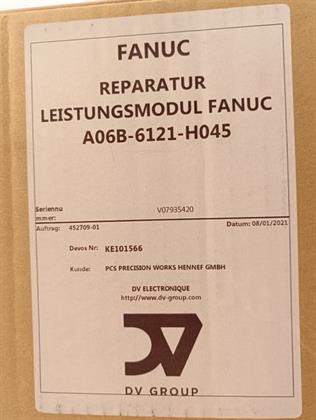 FANUC
REPARATUR
LEISTUNGSMODUL FANUC
A06B-6121-H045
Seriennu
mmer: V07935420
Auftrag: 452709-01 Datum: 08/01/2021
Devos Nr: KE101566
Kunde: PCS PRECISION WORKS HENNEF GMBH
DV ELECTRONIQUE
http://www.dv-group.com/
DV
DV GROUP